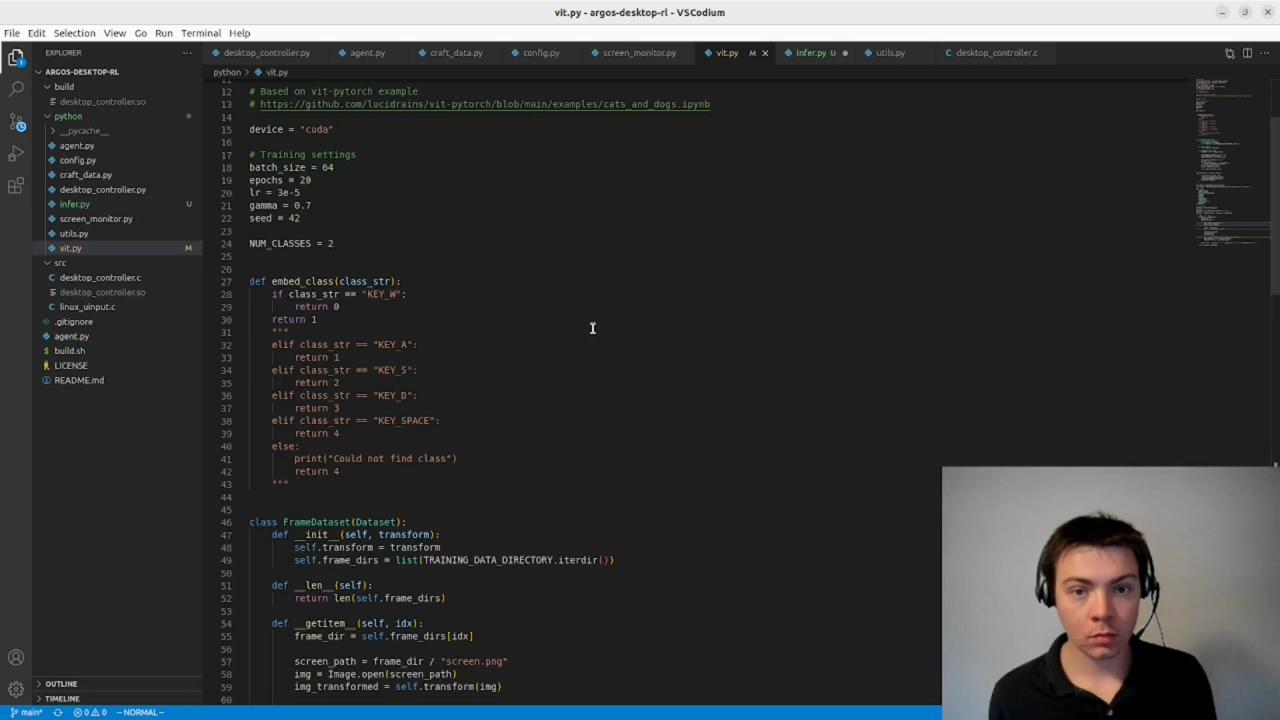 vit.py - argos-desktop-rl - VSCodium
File Edit Selection View Go Run Terminal Help
EXPLORER
ARGOS-DESKTOP-RL
build
desktop_controller.so
python
__pycache__
agent.py
config.py
craft_data.py
desktop_controller.py
infer.py U
screen_monitor.py
utils.py
vit.py M
src
desktop_controller.c
desktop_controller.so
linux_uinput.c
.gitignore
agent.py
build.sh
LICENSE
README.md
OUTLINE
TIMELINE
desktop_controller.py agent.py craft_data.py config.py screen_monitor.py vit.py M infer.py U utils.py desktop_controller.c
python > vit.py
11
12 # Based on vit-pytorch example
13 # https://github.com/lucidrains/vit-pytorch/blob/main/examples/cats_and_dogs.ipynb
14
15 device = "cuda"
16
17 # Training settings
18 batch_size = 64
19 epochs = 20
20 lr = 3e-5
21 gamma = 0.7
22 seed = 42
23
24 NUM_CLASSES = 2
25
26
27 def embed_class(class_str):
28 if class_str == "KEY_W":
29 return 0
30 return 1
31 """
32 elif class_str == "KEY_A":
33 return 1
34 elif class_str == "KEY_S":
35 return 2
36 elif class_str == "KEY_D":
37 return 3
38 elif class_str == "KEY_SPACE":
39 return 4
40 else:
41 print("Could not find class")
42 return 4
43 """
44
45
46 class FrameDataset(Dataset):
47 def __init__(self, transform):
48 self.transform = transform
49 self.frame_dirs = list(TRAINING_DATA_DIRECTORY.iterdir())
50
51 def __len__(self):
52 return len(self.frame_dirs)
53
54 def __getitem__(self, idx):
55 frame_dir = self.frame_dirs[idx]
56
57 screen_path = frame_dir / "screen.png"
58 img = Image.open(screen_path)
59 img_transformed = self.transform(img)
60
main* 0 0 -- NORMAL --